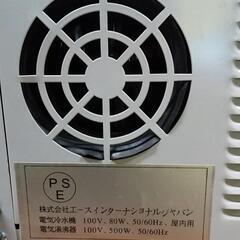 PS
E
株式会社エースインターナショナルジャパン
電気冷水機 100V、80W、50/60Hz、屋内用
電気湯沸器 100V、500W、50/60Hz